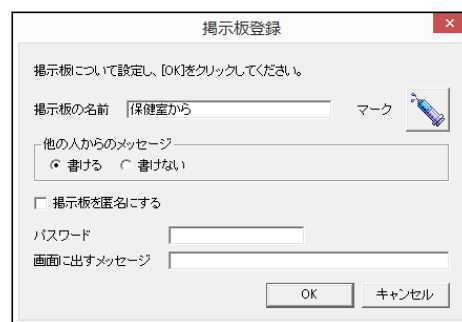 掲示板登録
掲示板について設定し、[OK]をクリックしてください。
掲示板の名前 保健室から マーク
他の人からのメッセージ
書ける 書けない
掲示板を匿名にする
パスワード
画面に出すメッセージ
OK キャンセル